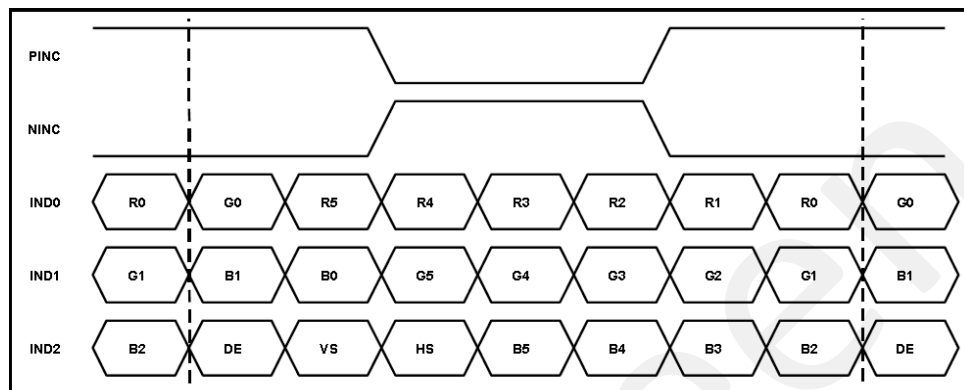 PINC
NINC
IND0 R0 G0 R5 R4 R3 R2 R1 R0 G0
IND1 G1 B1 B0 G5 G4 G3 G2 G1 B1
IND2 B2 DE VS HS B5 B4 B3 B2 DE